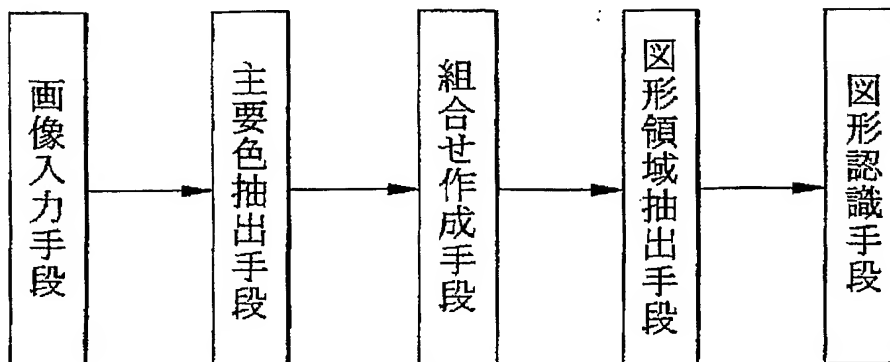 画像入力手段
主要色抽出手段
組合せ作成手段
図形領域抽出手段
図形認識手段